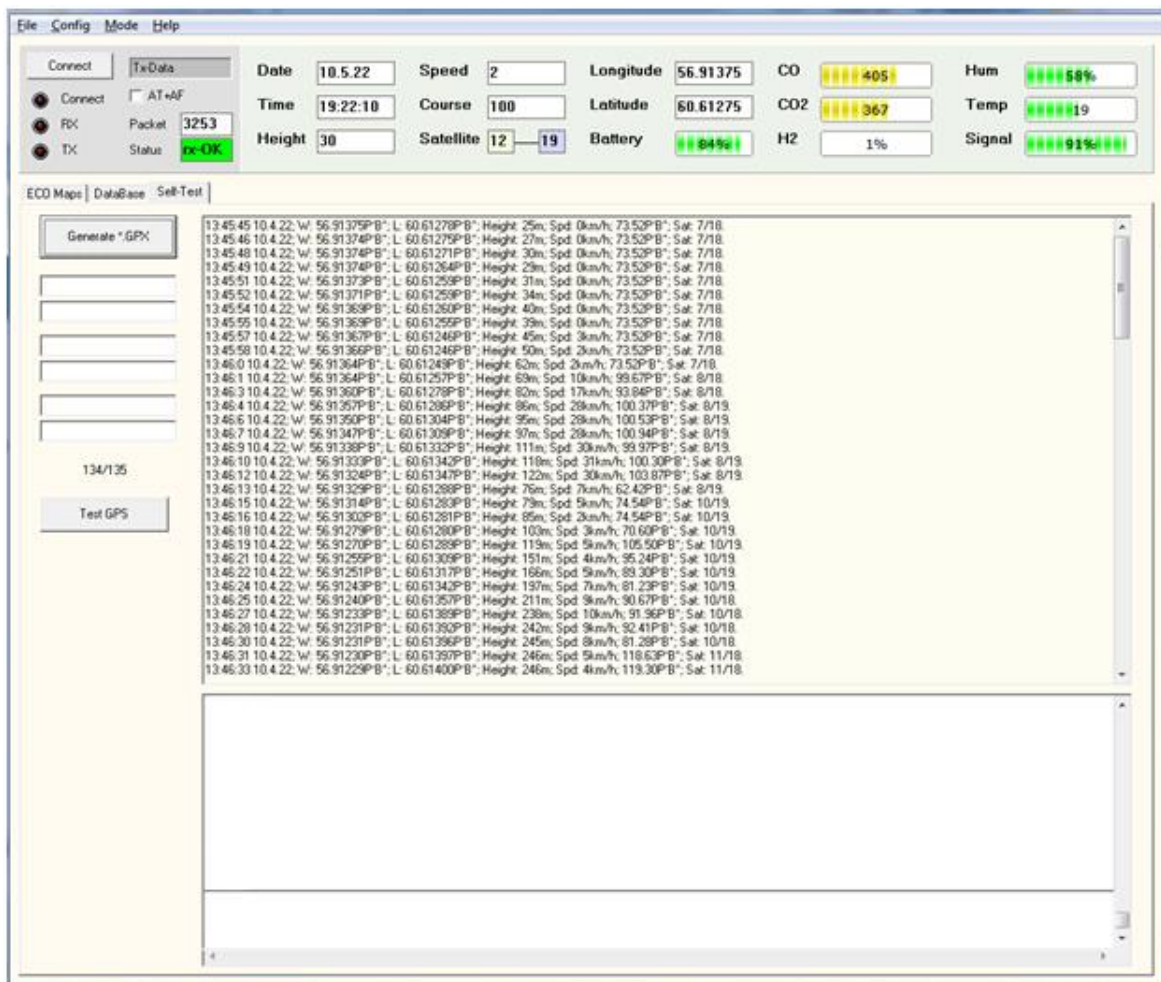 File Config Mode Help
Connect Tx-Data Date 10.5.22 Speed 2 Longitude 56.91375 CO 405 Hum 58%
Connect AT+AF
RX Packet 3253 Time 19:22:10 Course 100 Latitude 60.61275 CO2 367 Temp 19
TX Status rx-OK Height 30 Satellite 12 19 Battery 84% H2 1% Signal 91%
ECO Maps DataBase Self-Test
Generate *.GPX
134/135
Test GPS
13:45:45 10.4.22; W: 56.91375P'B°; L: 60.61278P'B°; Height: 25m; Spd: 0km/h; 73.52P'B°; Sat: 7/18.
13:45:46 10.4.22; W: 56.91374P'B°; L: 60.61275P'B°; Height: 27m; Spd: 0km/h; 73.52P'B°; Sat: 7/18.
13:45:48 10.4.22; W: 56.91374P'B°; L: 60.61271P'B°; Height: 30m; Spd: 0km/h; 73.52P'B°; Sat: 7/18.
13:45:49 10.4.22; W: 56.91374P'B°; L: 60.61264P'B°; Height: 29m; Spd: 0km/h; 73.52P'B°; Sat: 7/18.
13:45:51 10.4.22; W: 56.91373P'B°; L: 60.61259P'B°; Height: 31m; Spd: 0km/h; 73.52P'B°; Sat: 7/18.
13:45:52 10.4.22; W: 56.91371P'B°; L: 60.61259P'B°; Height: 34m; Spd: 0km/h; 73.52P'B°; Sat: 7/18.
13:45:54 10.4.22; W: 56.91369P'B°; L: 60.61260P'B°; Height: 40m; Spd: 0km/h; 73.52P'B°; Sat: 7/18.
13:45:55 10.4.22; W: 56.91369P'B°; L: 60.61255P'B°; Height: 39m; Spd: 0km/h; 73.52P'B°; Sat: 7/18.
13:45:57 10.4.22; W: 56.91367P'B°; L: 60.61246P'B°; Height: 45m; Spd: 3km/h; 73.52P'B°; Sat: 7/18.
13:45:58 10.4.22; W: 56.91366P'B°; L: 60.61246P'B°; Height: 50m; Spd: 2km/h; 73.52P'B°; Sat: 7/18.
13:46:0 10.4.22; W: 56.91364P'B°; L: 60.61249P'B°; Height: 62m; Spd: 2km/h; 73.52P'B°; Sat: 7/18.
13:46:1 10.4.22; W: 56.91364P'B°; L: 60.61257P'B°; Height: 69m; Spd: 10km/h; 99.67P'B°; Sat: 8/18.
13:46:3 10.4.22; W: 56.91360P'B°; L: 60.61278P'B°; Height: 82m; Spd: 17km/h; 93.84P'B°; Sat: 8/18.
13:46:4 10.4.22; W: 56.91357P'B°; L: 60.61286P'B°; Height: 86m; Spd: 28km/h; 100.37P'B°; Sat: 8/19.
13:46:6 10.4.22; W: 56.91350P'B°; L: 60.61304P'B°; Height: 95m; Spd: 28km/h; 100.53P'B°; Sat: 8/19.
13:46:7 10.4.22; W: 56.91347P'B°; L: 60.61309P'B°; Height: 97m; Spd: 28km/h; 100.94P'B°; Sat: 8/19.
13:46:9 10.4.22; W: 56.91338P'B°; L: 60.61332P'B°; Height: 111m; Spd: 30km/h; 99.97P'B°; Sat: 8/19.
13:46:10 10.4.22; W: 56.91333P'B°; L: 60.61342P'B°; Height: 118m; Spd: 31km/h; 100.30P'B°; Sat: 8/19.
13:46:12 10.4.22; W: 56.91324P'B°; L: 60.61347P'B°; Height: 122m; Spd: 30km/h; 103.87P'B°; Sat: 8/19.
13:46:13 10.4.22; W: 56.91329P'B°; L: 60.61288P'B°; Height: 76m; Spd: 7km/h; 62.42P'B°; Sat: 8/19.
13:46:15 10.4.22; W: 56.91314P'B°; L: 60.61283P'B°; Height: 79m; Spd: 5km/h; 74.54P'B°; Sat: 10/19.
13:46:16 10.4.22; W: 56.91302P'B°; L: 60.61281P'B°; Height: 85m; Spd: 2km/h; 74.54P'B°; Sat: 10/19.
13:46:18 10.4.22; W: 56.91279P'B°; L: 60.61280P'B°; Height: 103m; Spd: 3km/h; 70.60P'B°; Sat: 10/19.
13:46:19 10.4.22; W: 56.91270P'B°; L: 60.61289P'B°; Height: 119m; Spd: 5km/h; 105.50P'B°; Sat: 10/19.
13:46:21 10.4.22; W: 56.91255P'B°; L: 60.61309P'B°; Height: 151m; Spd: 4km/h; 95.24P'B°; Sat: 10/19.
13:46:22 10.4.22; W: 56.91251P'B°; L: 60.61317P'B°; Height: 166m; Spd: 5km/h; 89.30P'B°; Sat: 10/19.
13:46:24 10.4.22; W: 56.91243P'B°; L: 60.61342P'B°; Height: 197m; Spd: 7km/h; 81.23P'B°; Sat: 10/19.
13:46:25 10.4.22; W: 56.91240P'B°; L: 60.61357P'B°; Height: 211m; Spd: 9km/h; 90.67P'B°; Sat: 10/18.
13:46:27 10.4.22; W: 56.91233P'B°; L: 60.61389P'B°; Height: 238m; Spd: 10km/h; 91.96P'B°; Sat: 10/18.
13:46:28 10.4.22; W: 56.91231P'B°; L: 60.61392P'B°; Height: 242m; Spd: 9km/h; 92.41P'B°; Sat: 10/18.
13:46:30 10.4.22; W: 56.91231P'B°; L: 60.61396P'B°; Height: 245m; Spd: 8km/h; 81.28P'B°; Sat: 10/18.
13:46:31 10.4.22; W: 56.91230P'B°; L: 60.61397P'B°; Height: 246m; Spd: 5km/h; 118.63P'B°; Sat: 11/18.
13:46:33 10.4.22; W: 56.91229P'B°; L: 60.61400P'B°; Height: 246m; Spd: 4km/h; 119.30P'B°; Sat: 11/18.